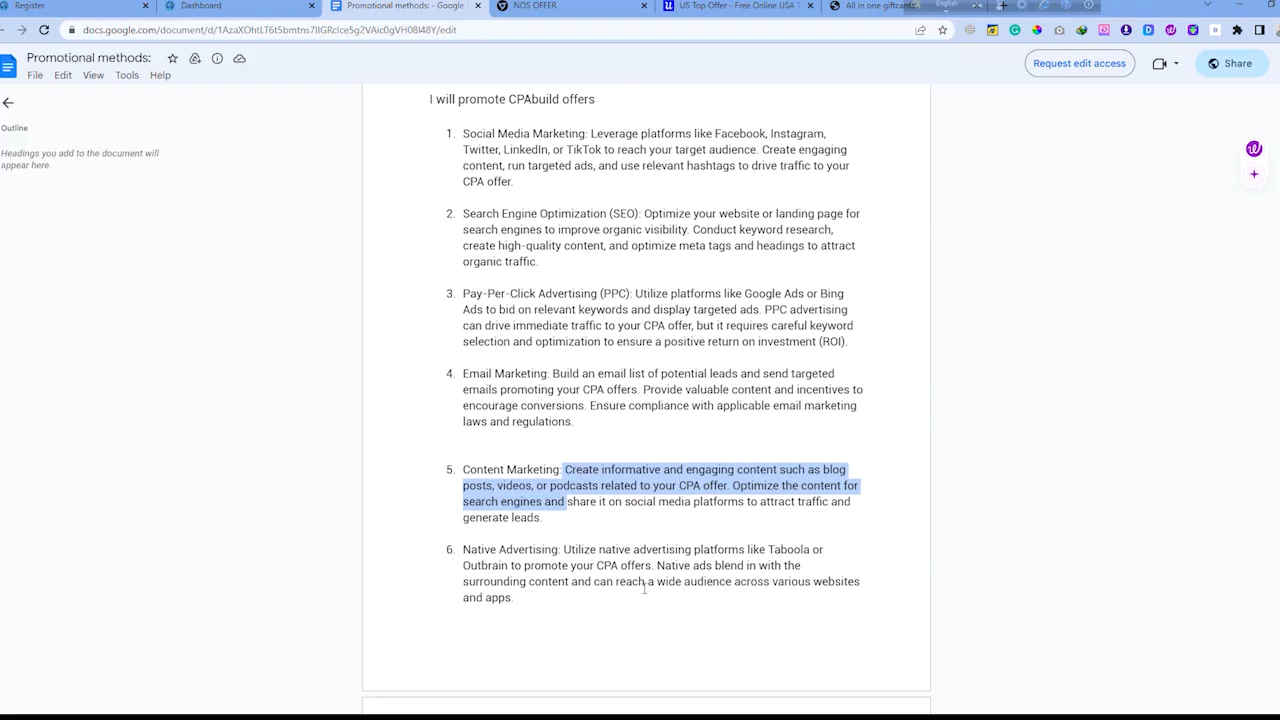 Register
Dashboard
Promotional methods: - Google
NOS OFFER
US Top Offer - Free Online USA
All in one giftcard
English
docs.google.com/document/d/
Promotional methods:
File Edit View Tools Help
Request edit access
Share
Outline
Headings you add to the document will
appear here.
I will promote CPAbuild offers
1. Social Media Marketing: Leverage platforms like Facebook, Instagram,
Twitter, LinkedIn, or TikTok to reach your target audience. Create engaging
content, run targeted ads, and use relevant hashtags to drive traffic to your
CPA offer.
2. Search Engine Optimization (SEO): Optimize your website or landing page for
search engines to improve organic visibility. Conduct keyword research,
create high-quality content, and optimize meta tags and headings to attract
organic traffic.
3. Pay-Per-Click Advertising (PPC): Utilize platforms like Google Ads or Bing
Ads to bid on relevant keywords and display targeted ads. PPC advertising
can drive immediate traffic to your CPA offer, but it requires careful keyword
selection and optimization to ensure a positive return on investment (ROI).
4. Email Marketing: Build an email list of potential leads and send targeted
emails promoting your CPA offers. Provide valuable content and incentives to
encourage conversions. Ensure compliance with applicable email marketing
laws and regulations.
5. Content Marketing: Create informative and engaging content such as blog
posts, videos, or podcasts related to your CPA offer. Optimize the content for
search engines and share it on social media platforms to attract traffic and
generate leads.
6. Native Advertising: Utilize native advertising platforms like Taboola or
Outbrain to promote your CPA offers. Native ads blend in with the
surrounding content and can reach a wide audience across various websites
and apps.